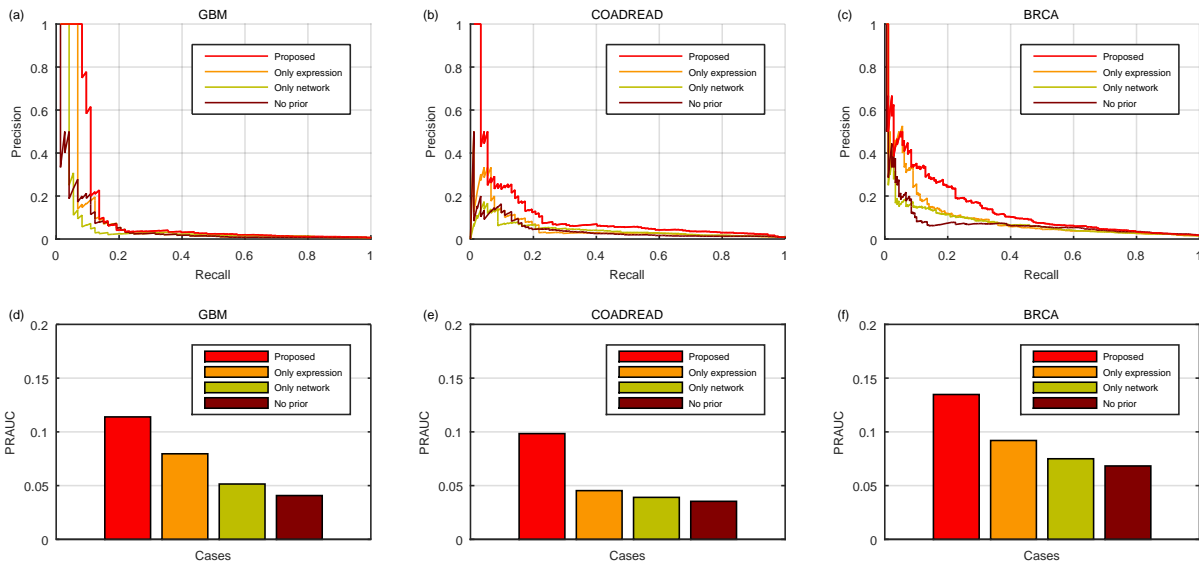 (a)
GBM
1
0.8
0.6
0.4
0.2
0
0
0.2
0.4
0.6
0.8
1
Precision
Recall
Proposed
Only expression
Only network
No prior
(b)
COADREAD
1
0.8
0.6
0.4
0.2
0
0
0.2
0.4
0.6
0.8
1
Precision
Recall
Proposed
Only expression
Only network
No prior
(c)
BRCA
1
0.8
0.6
0.4
0.2
0
0
0.2
0.4
0.6
0.8
1
Precision
Recall
Proposed
Only expression
Only network
No prior
(d)
GBM
0.2
0.15
0.1
0.05
0
PRAUC
Cases
Proposed
Only expression
Only network
No prior
(e)
COADREAD
0.2
0.15
0.1
0.05
0
PRAUC
Cases
Proposed
Only expression
Only network
No prior
(f)
BRCA
0.2
0.15
0.1
0.05
0
PRAUC
Cases
Proposed
Only expression
Only network
No prior